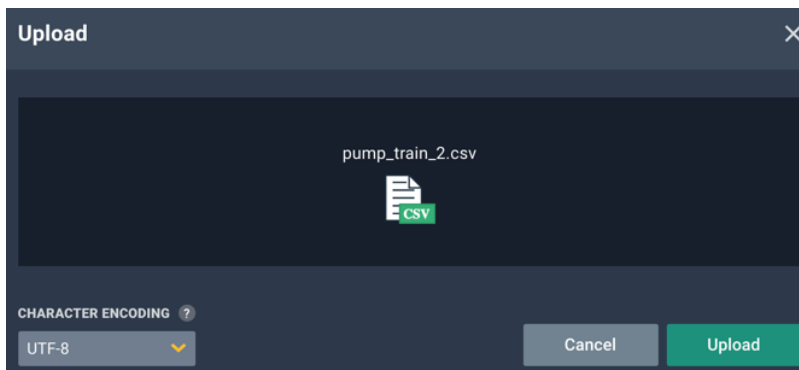 Upload
pump_train_2.csv
CSV
CHARACTER ENCODING ?
UTF-8
Cancel
Upload